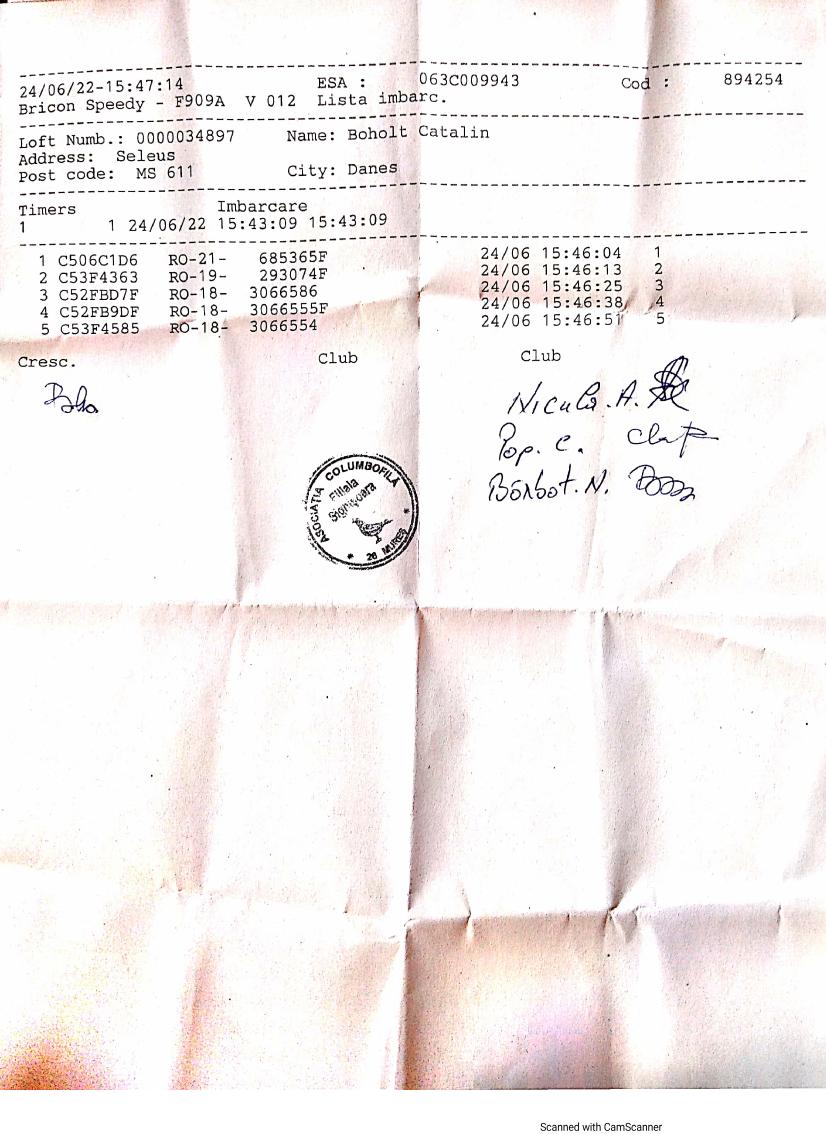 24/06/22-15:47:14 ESA : 063C009943 Cod : 894254
Bricon Speedy - F909A V 012 Lista imbarc.
Loft Numb.: 0000034897 Name: Boholt Catalin
Address: Seleus
Post code: MS 611 City: Danes
Timers Imbarcare
1 1 24/06/22 15:43:09 15:43:09
1 C506C1D6 RO-21- 685365F 24/06 15:46:04 1
2 C53F4363 RO-19- 293074F 24/06 15:46:13 2
3 C52FBD7F RO-18- 3066586 24/06 15:46:25 3
4 C52FB9DF RO-18- 3066555F 24/06 15:46:38 4
5 C53F4585 RO-18- 3066554 24/06 15:46:51 5
Cresc. Club Club
A.
Pop. C.
N.
ASOCIATIA COLUMBOFILA
Filiala
Sighisoara
* 26 MURES *
Scanned with CamScanner